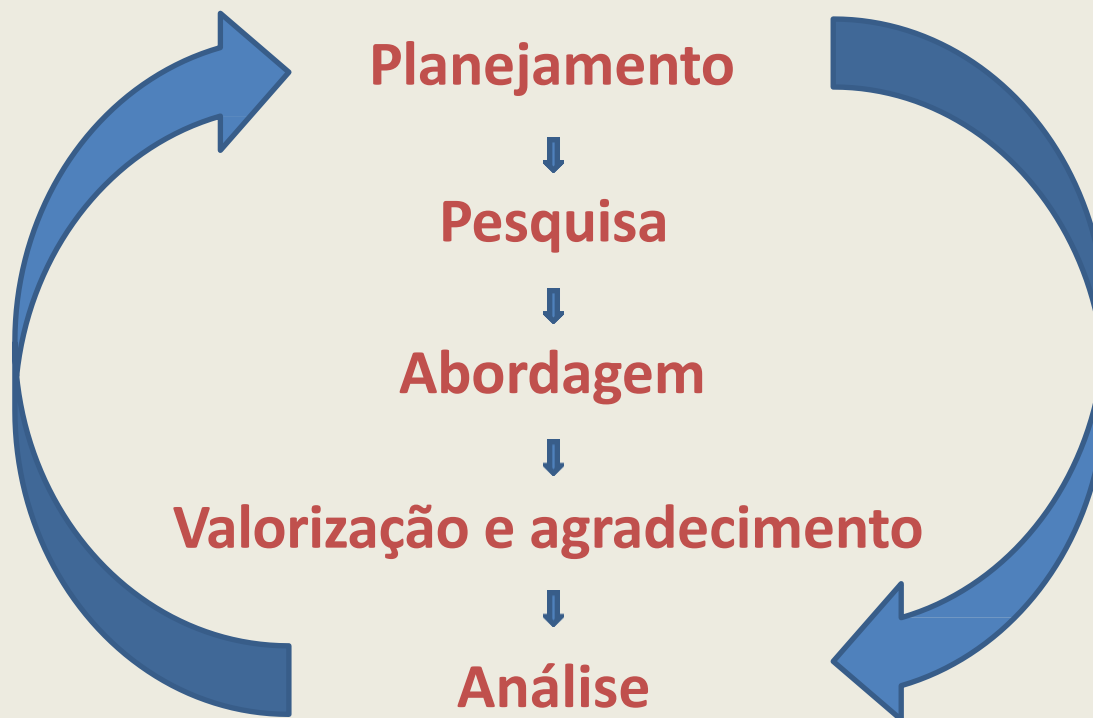 Planejamento
Pesquisa
Abordagem
Valorização e agradecimento
Análise